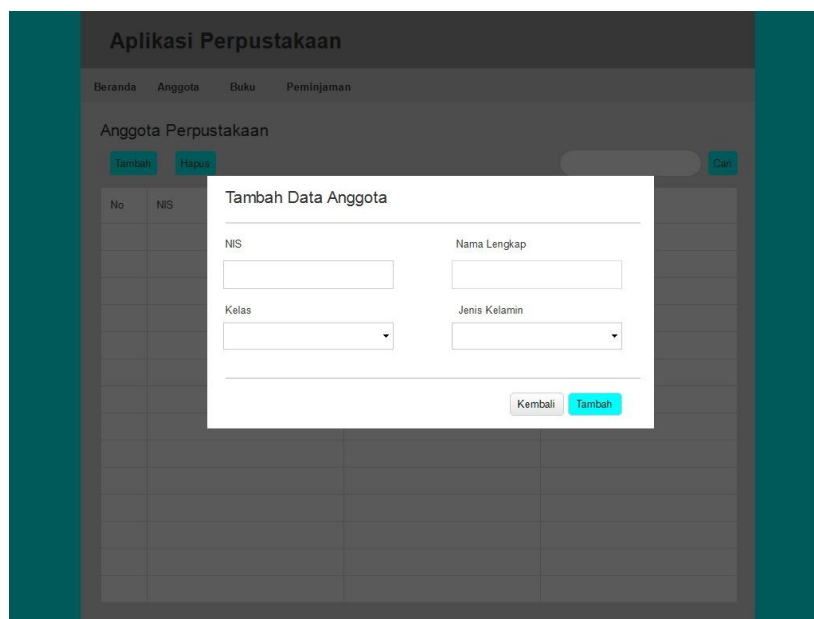 Aplikasi Perpustakaan
Beranda Anggota Buku Peminjaman
Anggota Perpustakaan
Tambah Hapus Cari
No NIS
Tambah Data Anggota
NIS Nama Lengkap
Kelas Jenis Kelamin
Kembali Tambah